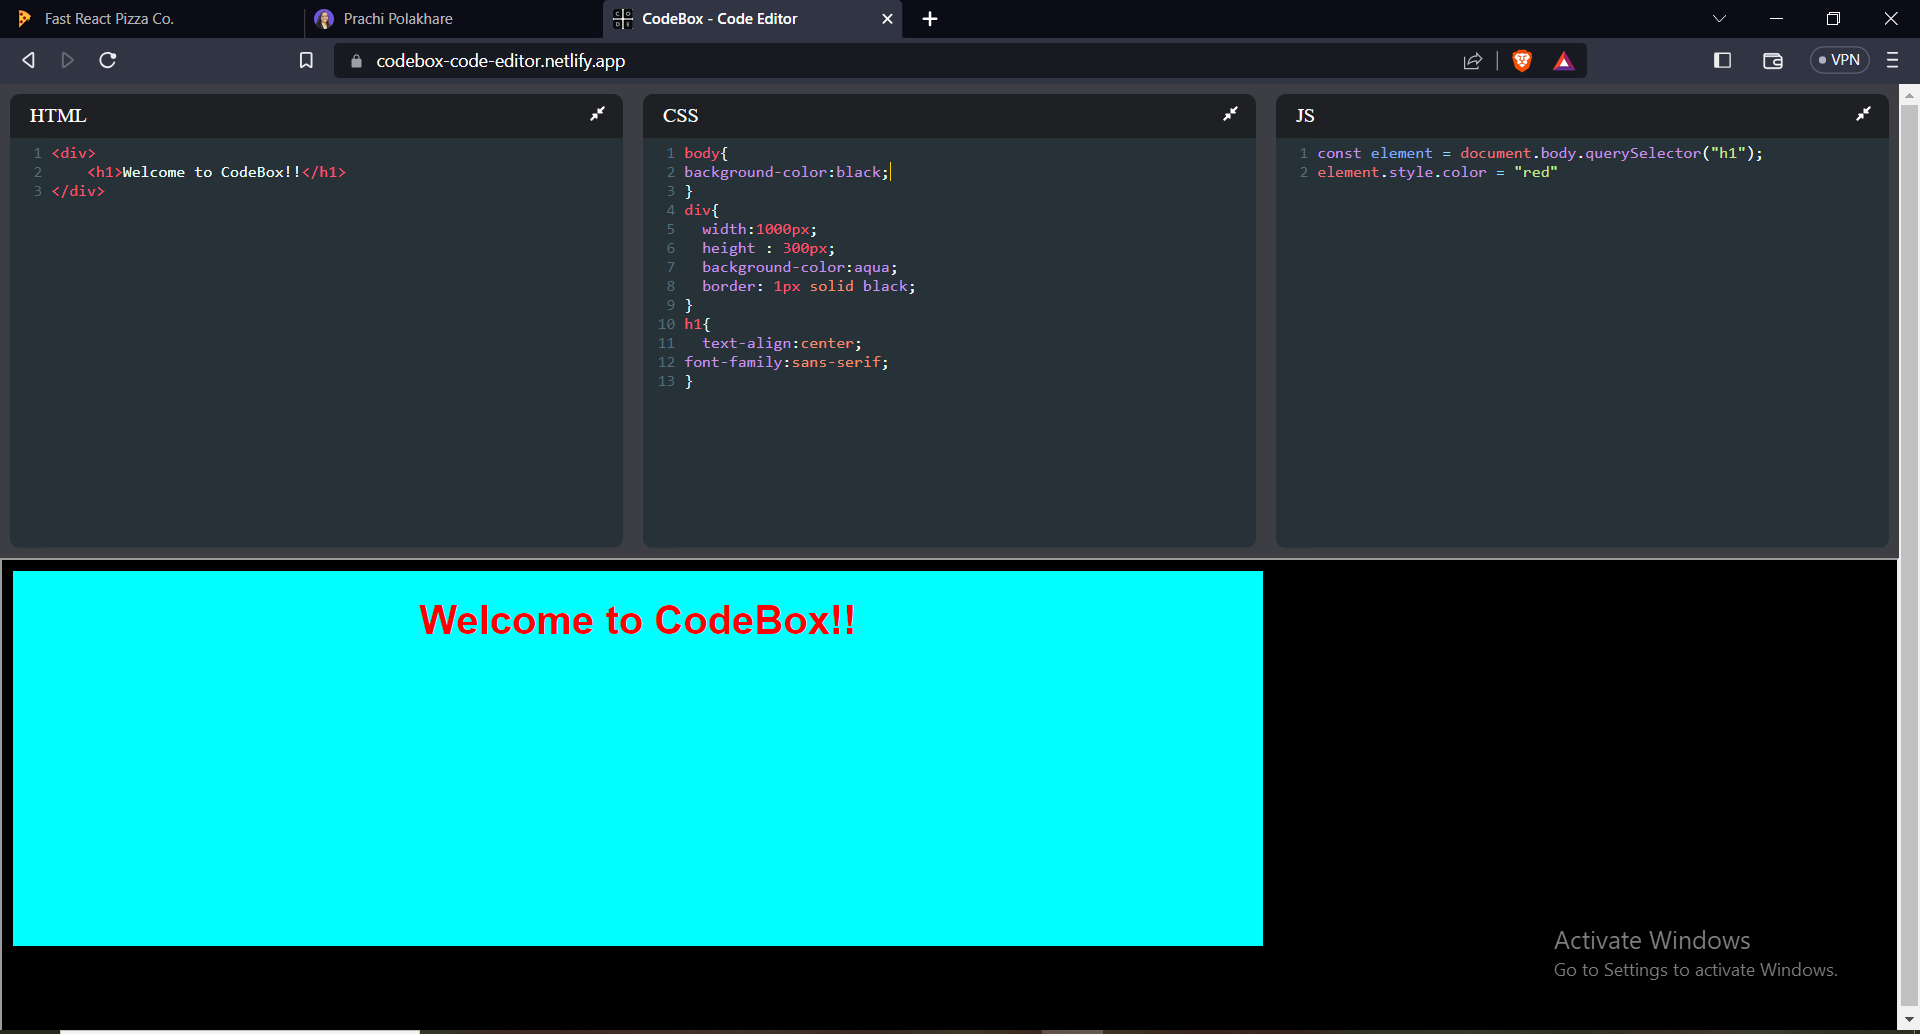 Fast React Pizza Co.
Prachi Polakhare
CodeBox - Code Editor
codebox-code-editor.netlify.app
VPN
HTML
1 <div>
2     <h1>Welcome to CodeBox!!</h1>
3 </div>
CSS
1 body{
2 background-color:black;
3 }
4 div{
5   width:1000px;
6   height : 300px;
7   background-color:aqua;
8   border: 1px solid black;
9 }
10 h1{
11   text-align:center;
12 font-family:sans-serif;
13 }
JS
1 const element = document.body.querySelector("h1");
2 element.style.color = "red"
Welcome to CodeBox!!
Activate Windows
Go to Settings to activate Windows.